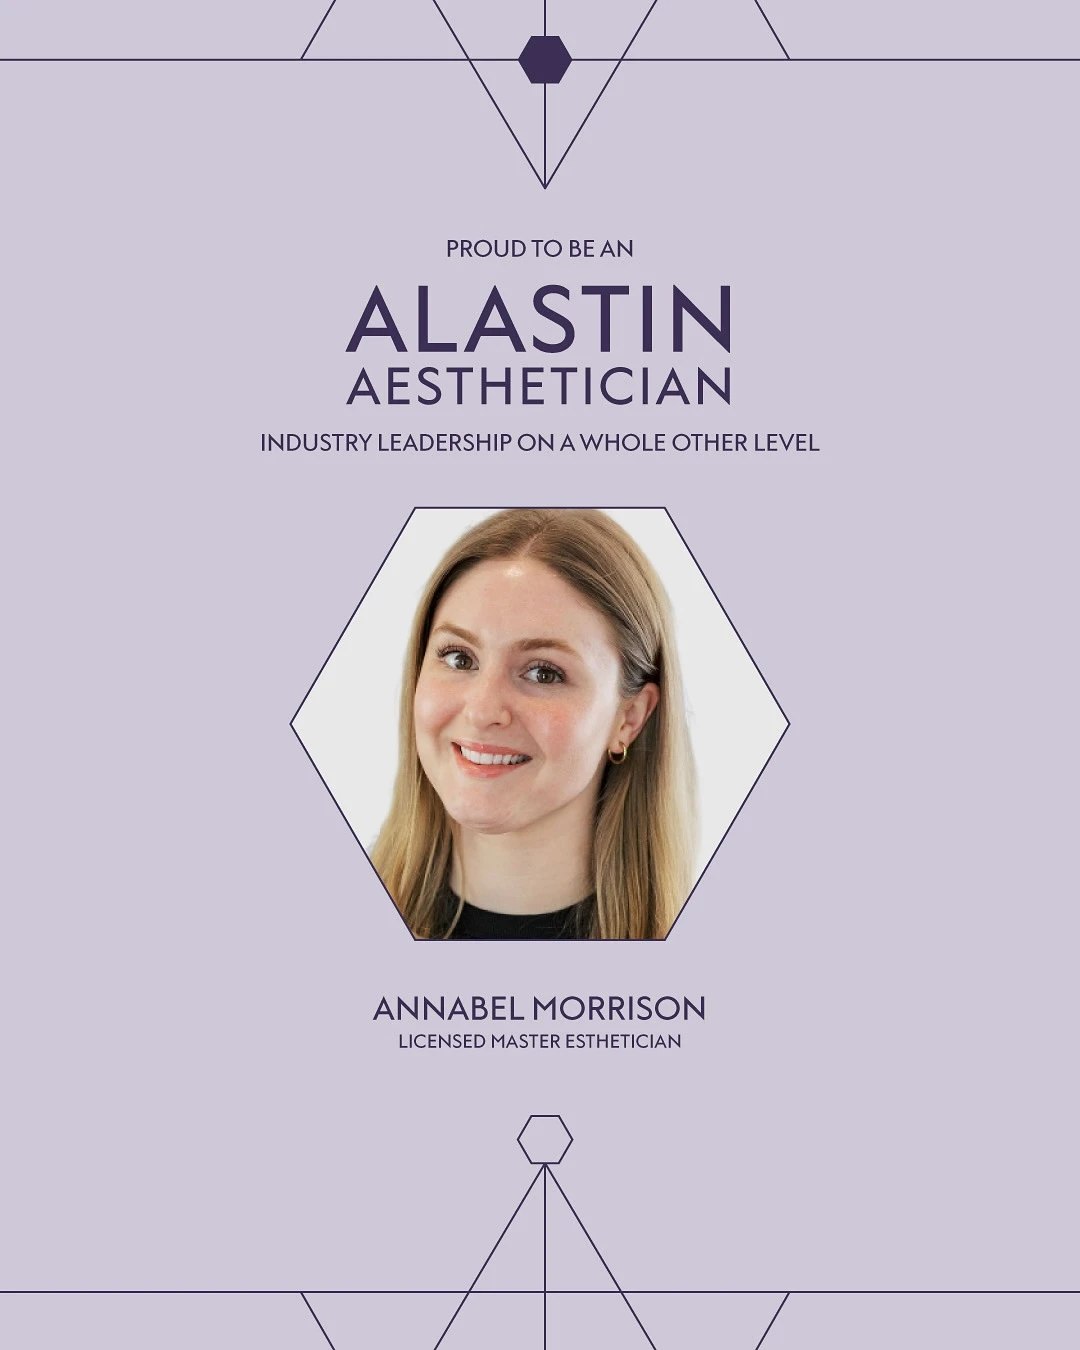 PROUD TO BE AN
ALASTIN
AESTHETICIAN
INDUSTRY LEADERSHIP ON A WHOLE OTHER LEVEL
ANNABEL MORRISON
LICENSED MASTER ESTHETICIAN